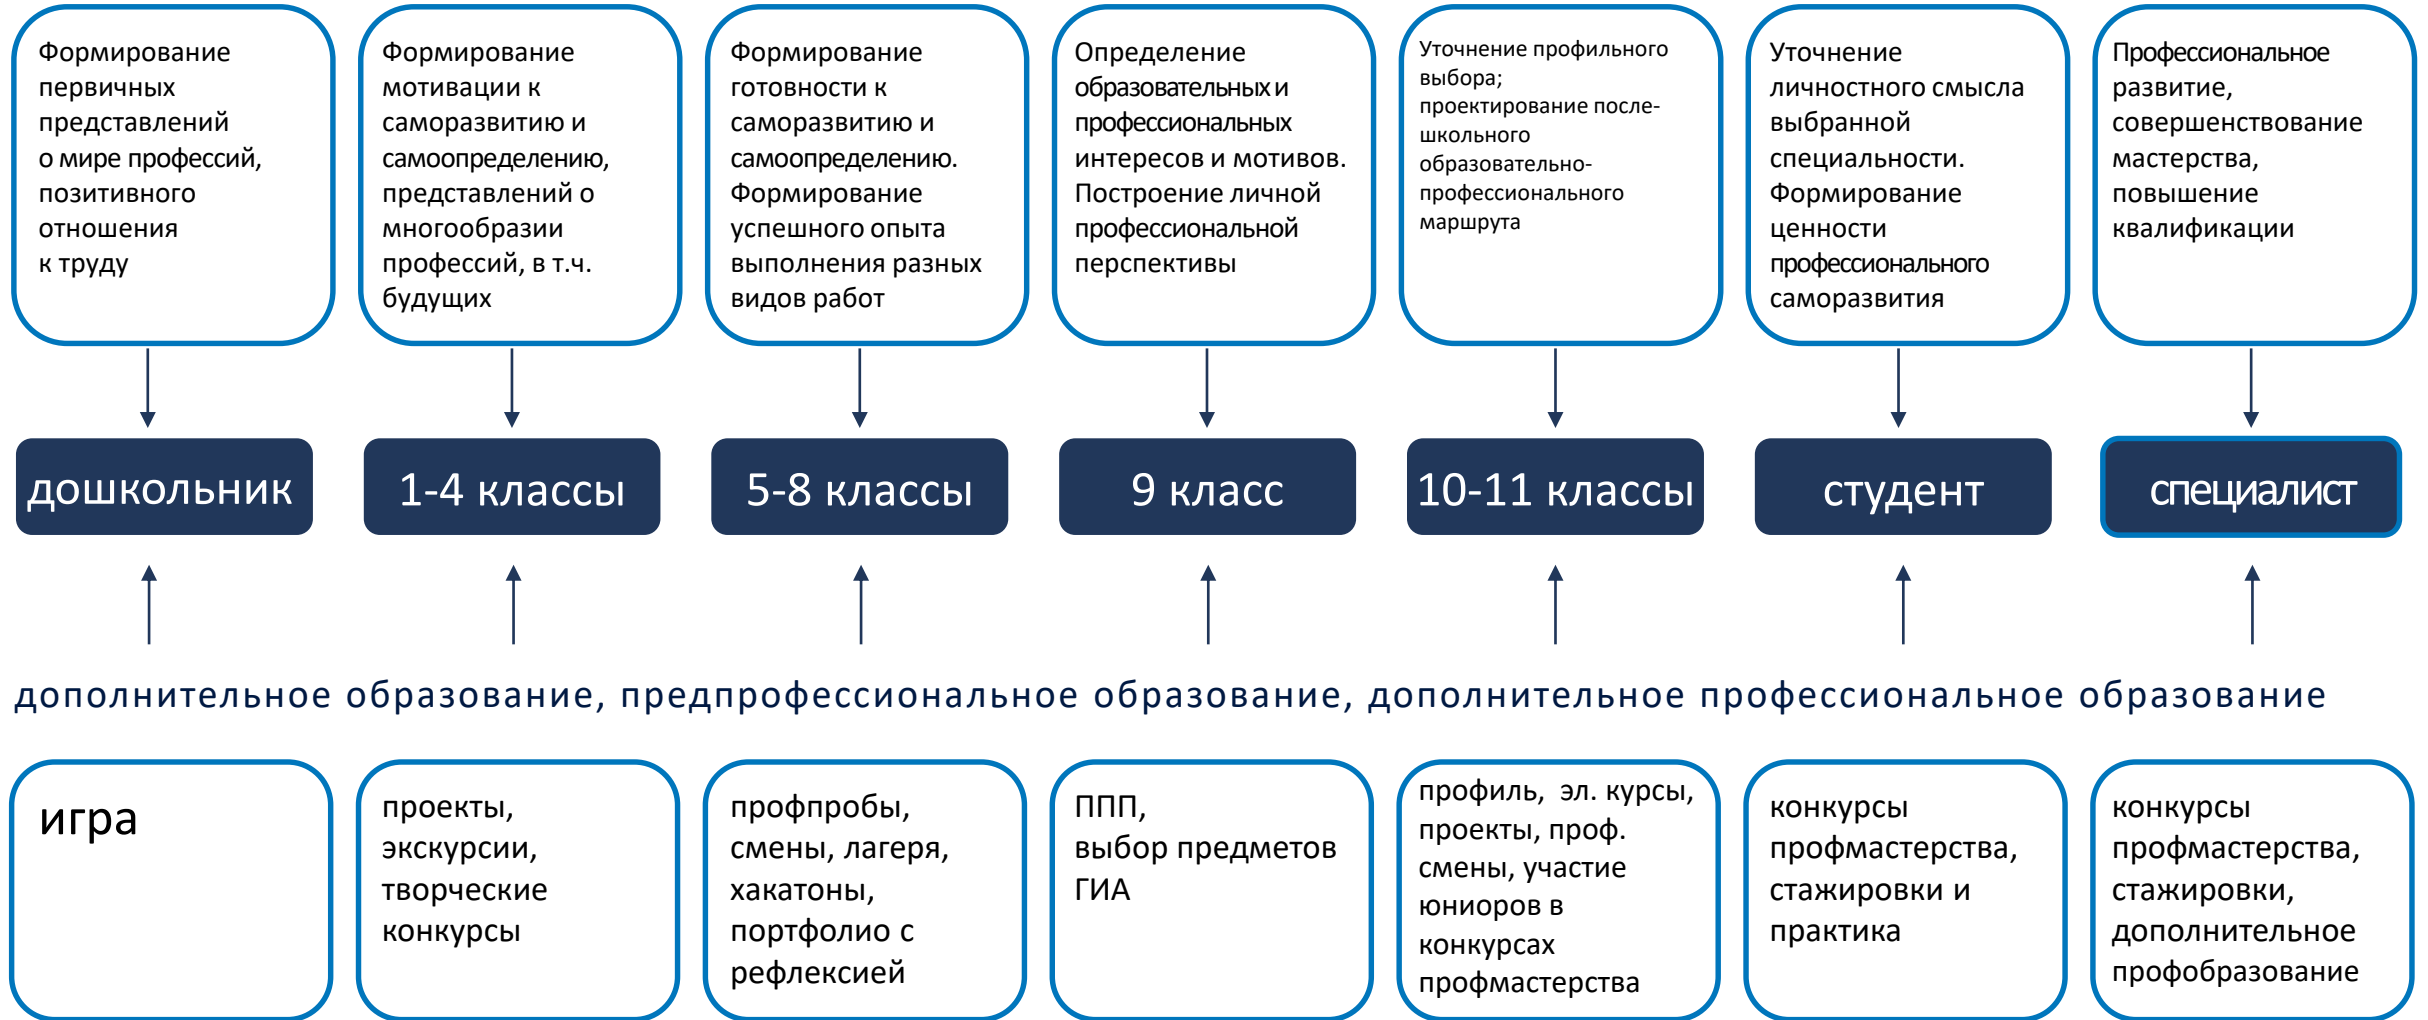 Формирование
первичных
представлений
о мире профессий,
позитивного
отношения
к труду
Формирование
мотивации к
саморазвитию и
самоопределению,
представлений о
многообразии
профессий, в т.ч.
будущих
Формирование
готовности к
саморазвитию и
самоопределению.
Формирование
успешного опыта
выполнения разных
видов работ
Определение
образовательных и
профессиональных
интересов и мотивов.
Построение личной
профессиональной
перспективы
Уточнение профильного
выбора;
проектирование после-
школьного
образовательно-
профессионального
маршрута
Уточнение
личностного смысла
выбранной
специальности.
Формирование
ценности
профессионального
саморазвития
Профессиональное
развитие,
совершенствование
мастерства,
повышение
квалификации
дошкольник
1-4 классы
5-8 классы
9 класс
10-11 классы
студент
специалист
дополнительное образование, предпрофессиональное образование, дополнительное профессиональное образование
игра
проекты,
экскурсии,
творческие
конкурсы
профпробы,
смены, лагеря,
хакатоны,
портфолио с
рефлексией
ППП,
выбор предметов
ГИА
профиль, эл. курсы,
проекты, проф.
смены, участие
юниоров в
конкурсах
профмастерства
конкурсы
профмастерства,
стажировки и
практика
конкурсы
профмастерства,
стажировки,
дополнительное
профобразование